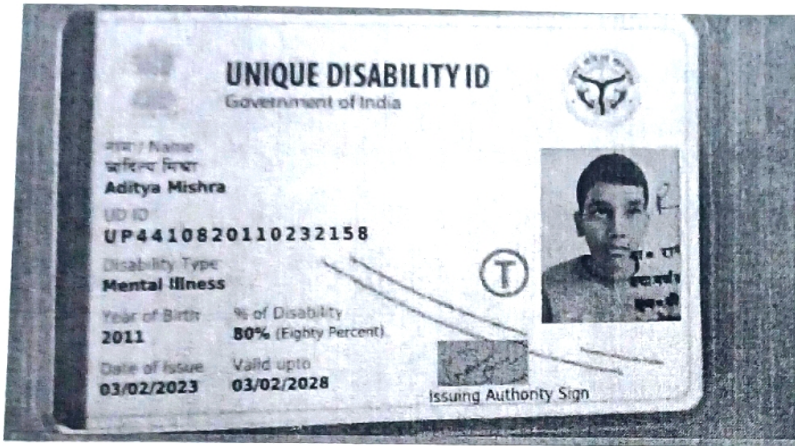 UNIQUE DISABILITY ID
Government of India
नाम / Name
आदित्य मिश्रा
Aditya Mishra
UD ID
UP4410820110232158
Disability Type
Mental Illness
Year of Birth % of Disability
2011 80% (Eighty Percent)
Date of Issue Valid upto
03/02/2023 03/02/2028
T
Issuing Authority Sign